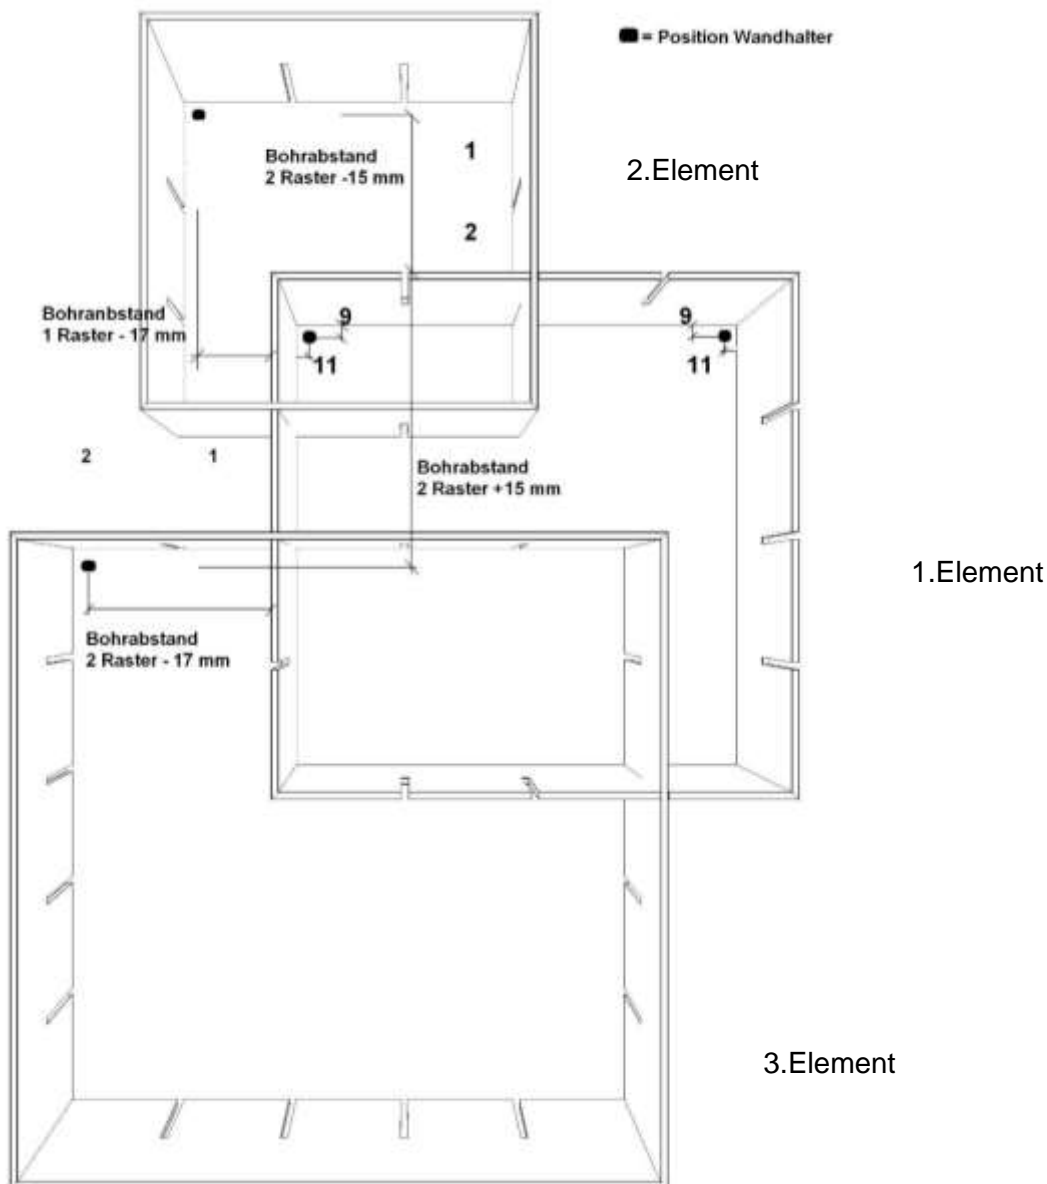 = Position Wandhalter
Bohrabstand
2 Raster -15 mm
1
2
2.Element
Bohranbstand
1 Raster - 17 mm
9
11
9
11
2
1
Bohrabstand
2 Raster +15 mm
1.Element
Bohrabstand
2 Raster - 17 mm
3.Element